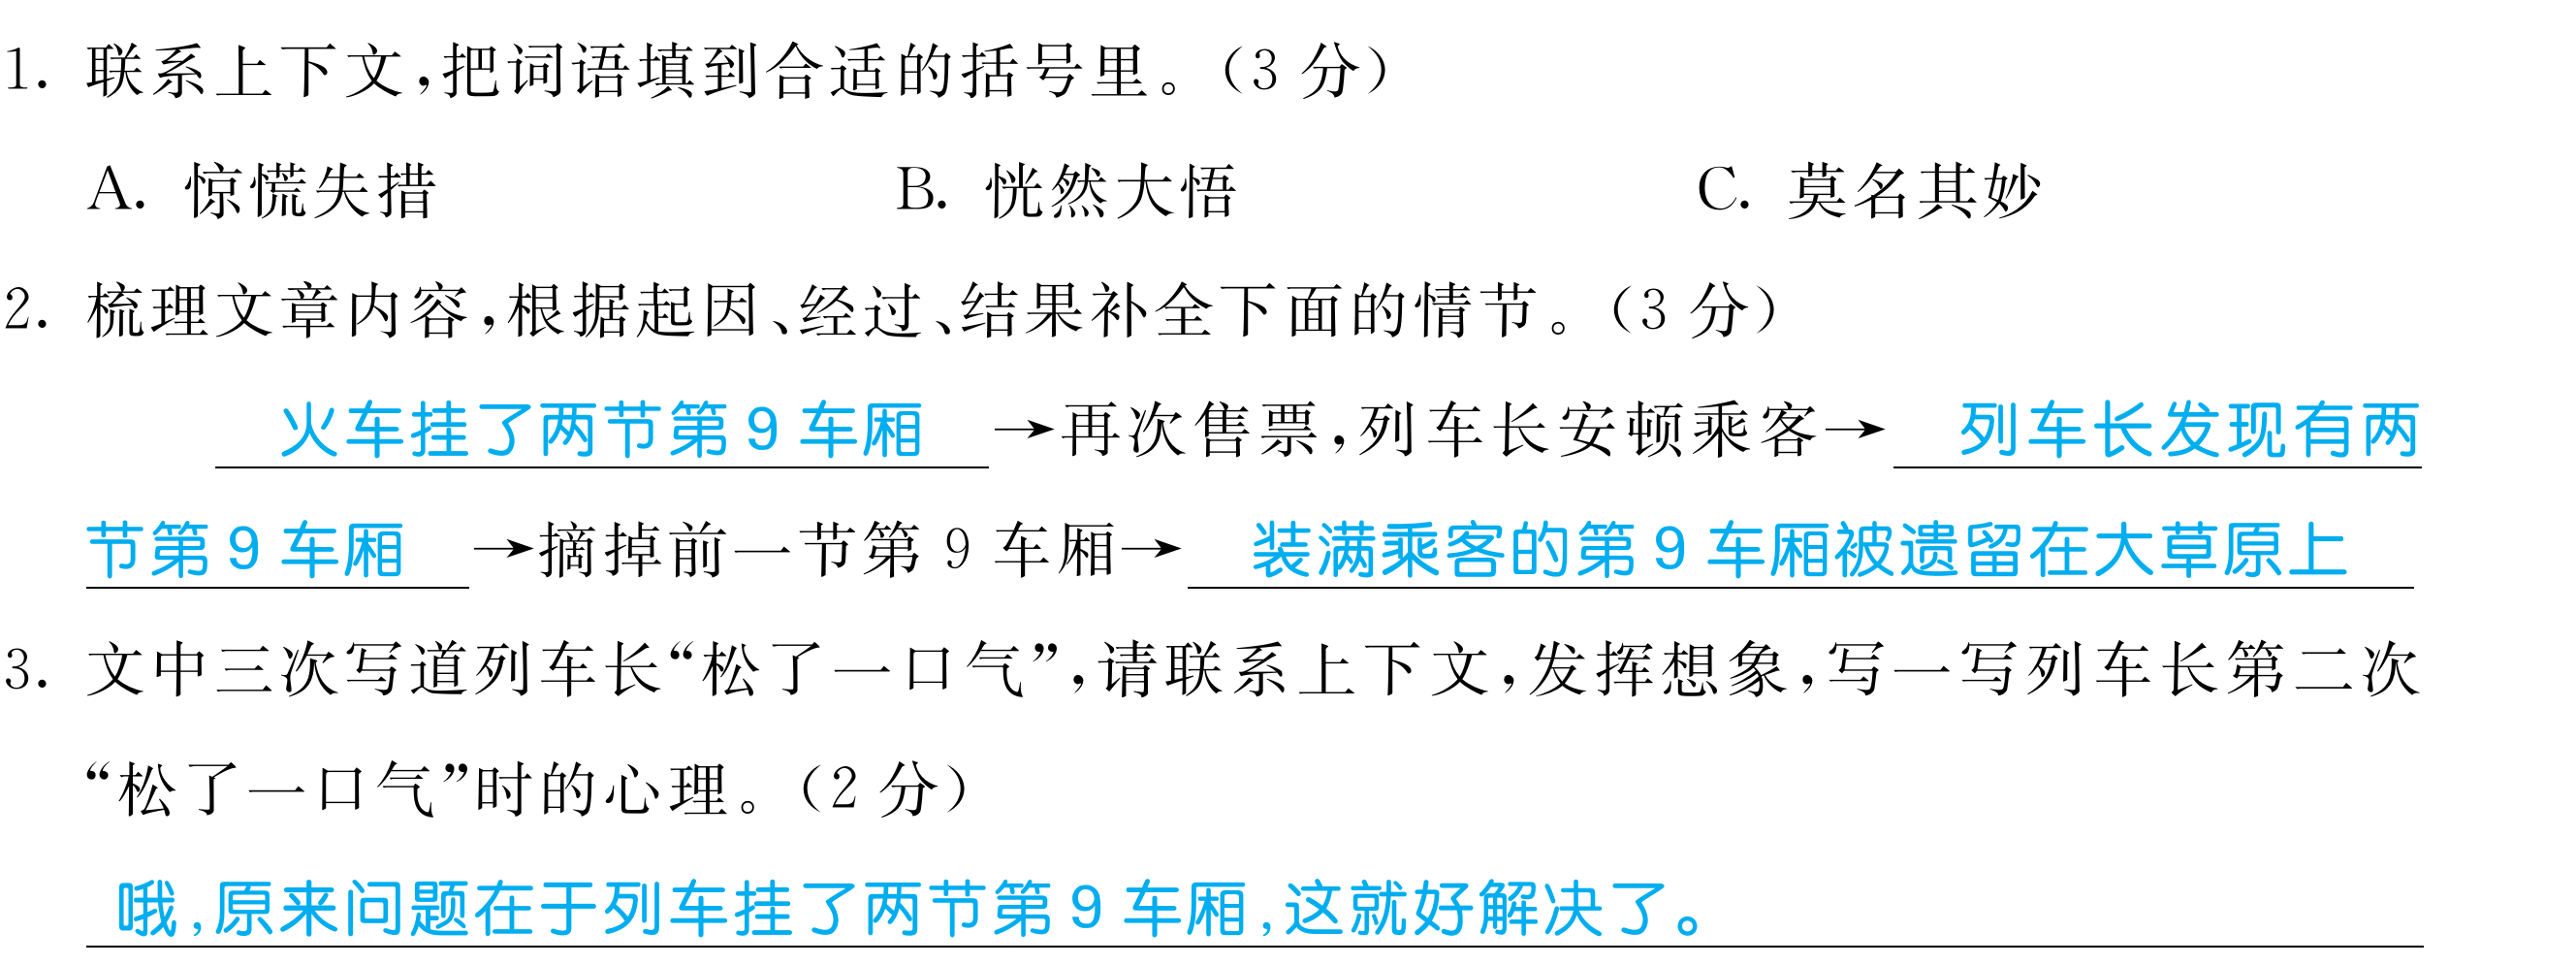 1. 联系上下文,把词语填到合适的括号里。(3 分)
A. 惊慌失措 B. 恍然大悟 C. 莫名其妙
2. 梳理文章内容,根据起因、经过、结果补全下面的情节。(3 分)
火车挂了两节第 9 车厢 →再次售票,列车长安顿乘客→ 列车长发现有两
节第 9 车厢 →摘掉前一节第 9 车厢→ 装满乘客的第 9 车厢被遗留在大草原上
3. 文中三次写道列车长“松了一口气”,请联系上下文,发挥想象,写一写列车长第二次
“松了一口气”时的心理。(2 分)
哦,原来问题在于列车挂了两节第 9 车厢,这就好解决了。